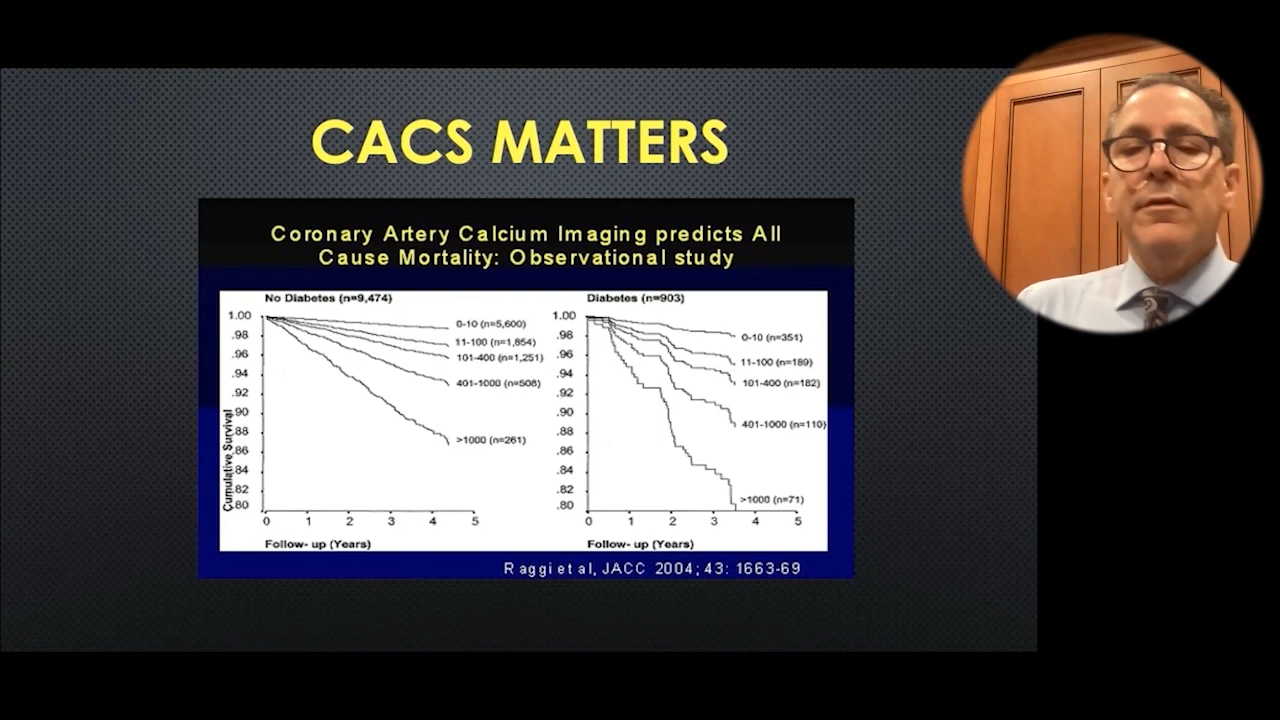 CACS MATTERS
Coronary Artery Calcium Imaging predicts All
Cause Mortality: Observational study
No Diabetes (n=9,474)
1.00
.98
.96
.94
.92
.90
.88
.86
.84
.82
.80
Cumulative Survival
0-10 (n=5,600)
11-100 (n=1,854)
101-400 (n=1,251)
401-1000 (n=508)
>1000 (n=261)
0 1 2 3 4 5
Follow- up (Years)
Diabetes (n=903)
1.00
.98
.96
.94
.92
.90
.88
.86
.84
.82
.80
0-10 (n=351)
11-100 (n=189)
101-400 (n=182)
401-1000 (n=110)
>1000 (n=71)
0 1 2 3 4 5
Follow- up (Years)
Raggi et al, JACC 2004; 43: 1663-69